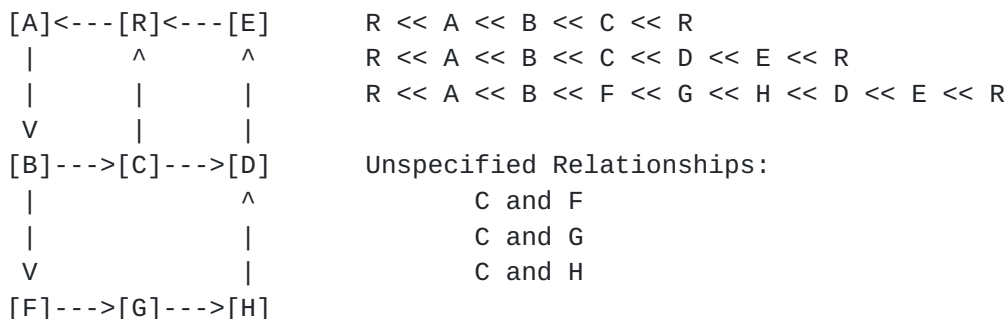 [A]<---[R]<---[E]      R << A << B << C << R
 |      ^      ^       R << A << B << C << D << E << R
 |      |      |       R << A << B << F << G << H << D << E << R
 V      |      |
[B]--->[C]--->[D]      Unspecified Relationships:
 |             ^             C and F
 |             |             C and G
 V             |             C and H
[F]--->[G]--->[H]